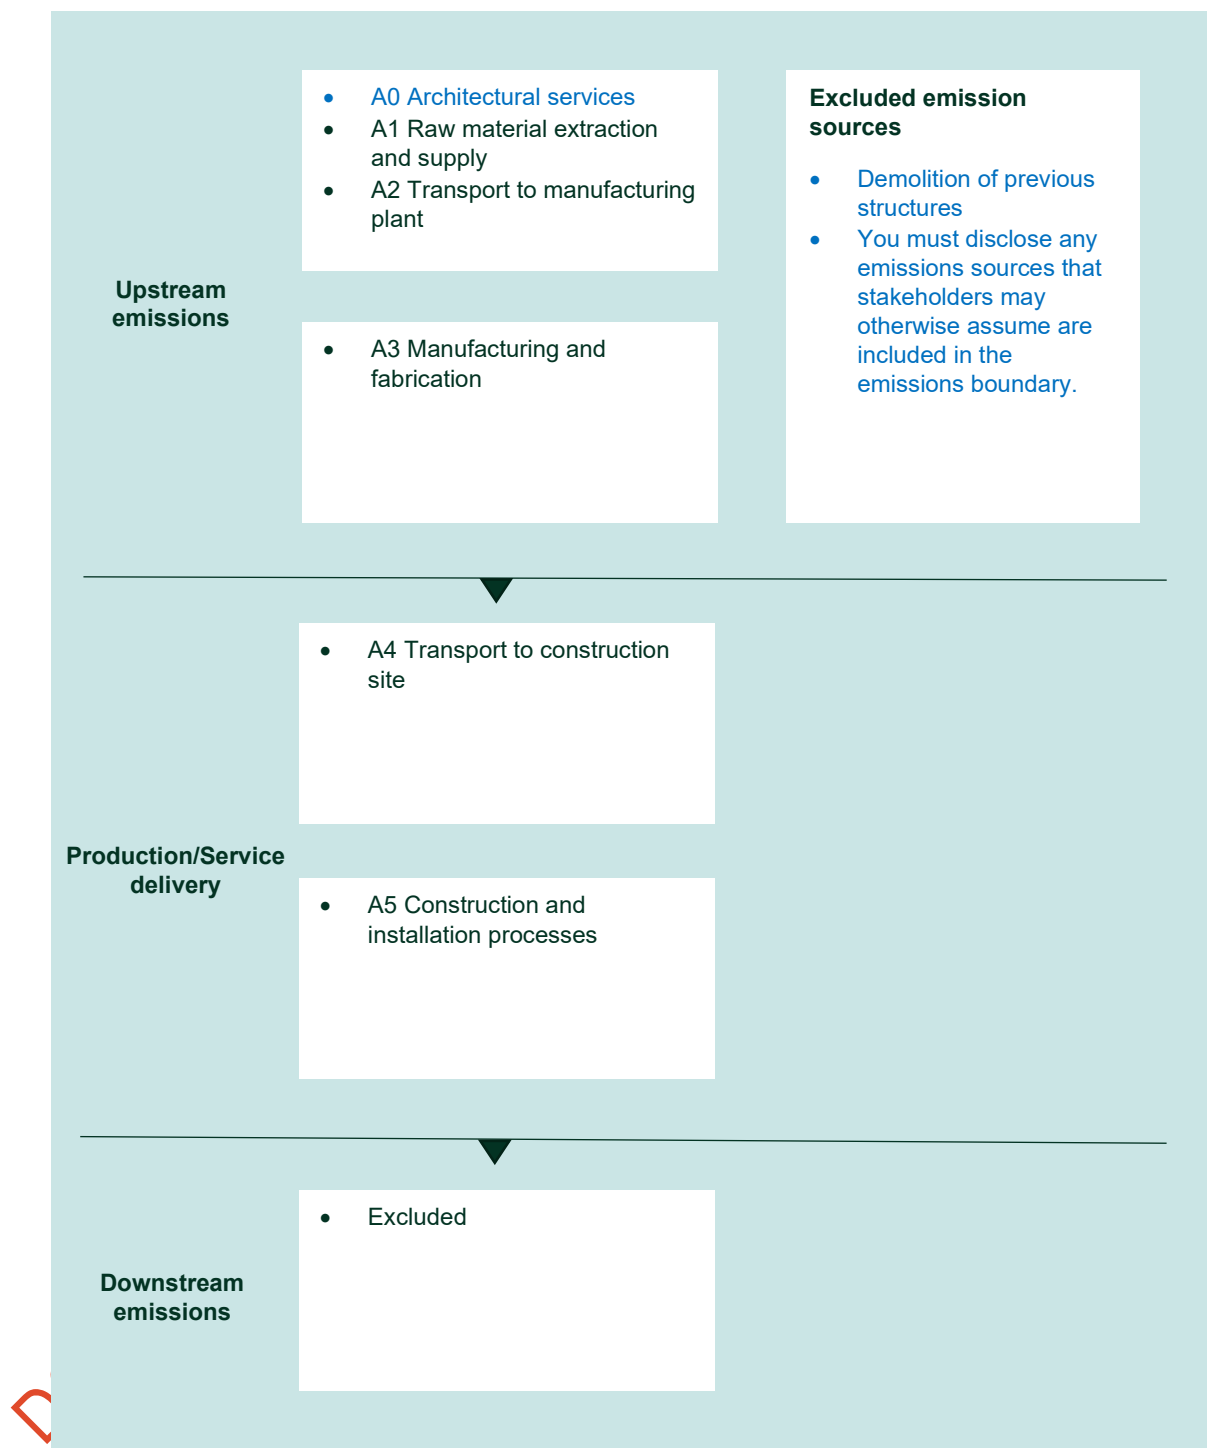 Upstream
emissions
• A0 Architectural services
• A1 Raw material extraction
and supply
• A2 Transport to manufacturing
plant
• A3 Manufacturing and
fabrication
Excluded emission
sources
• Demolition of previous
structures
• You must disclose any
emissions sources that
stakeholders may
otherwise assume are
included in the
emissions boundary.
Production/Service
delivery
• A4 Transport to construction
site
• A5 Construction and
installation processes
Downstream
emissions
• Excluded